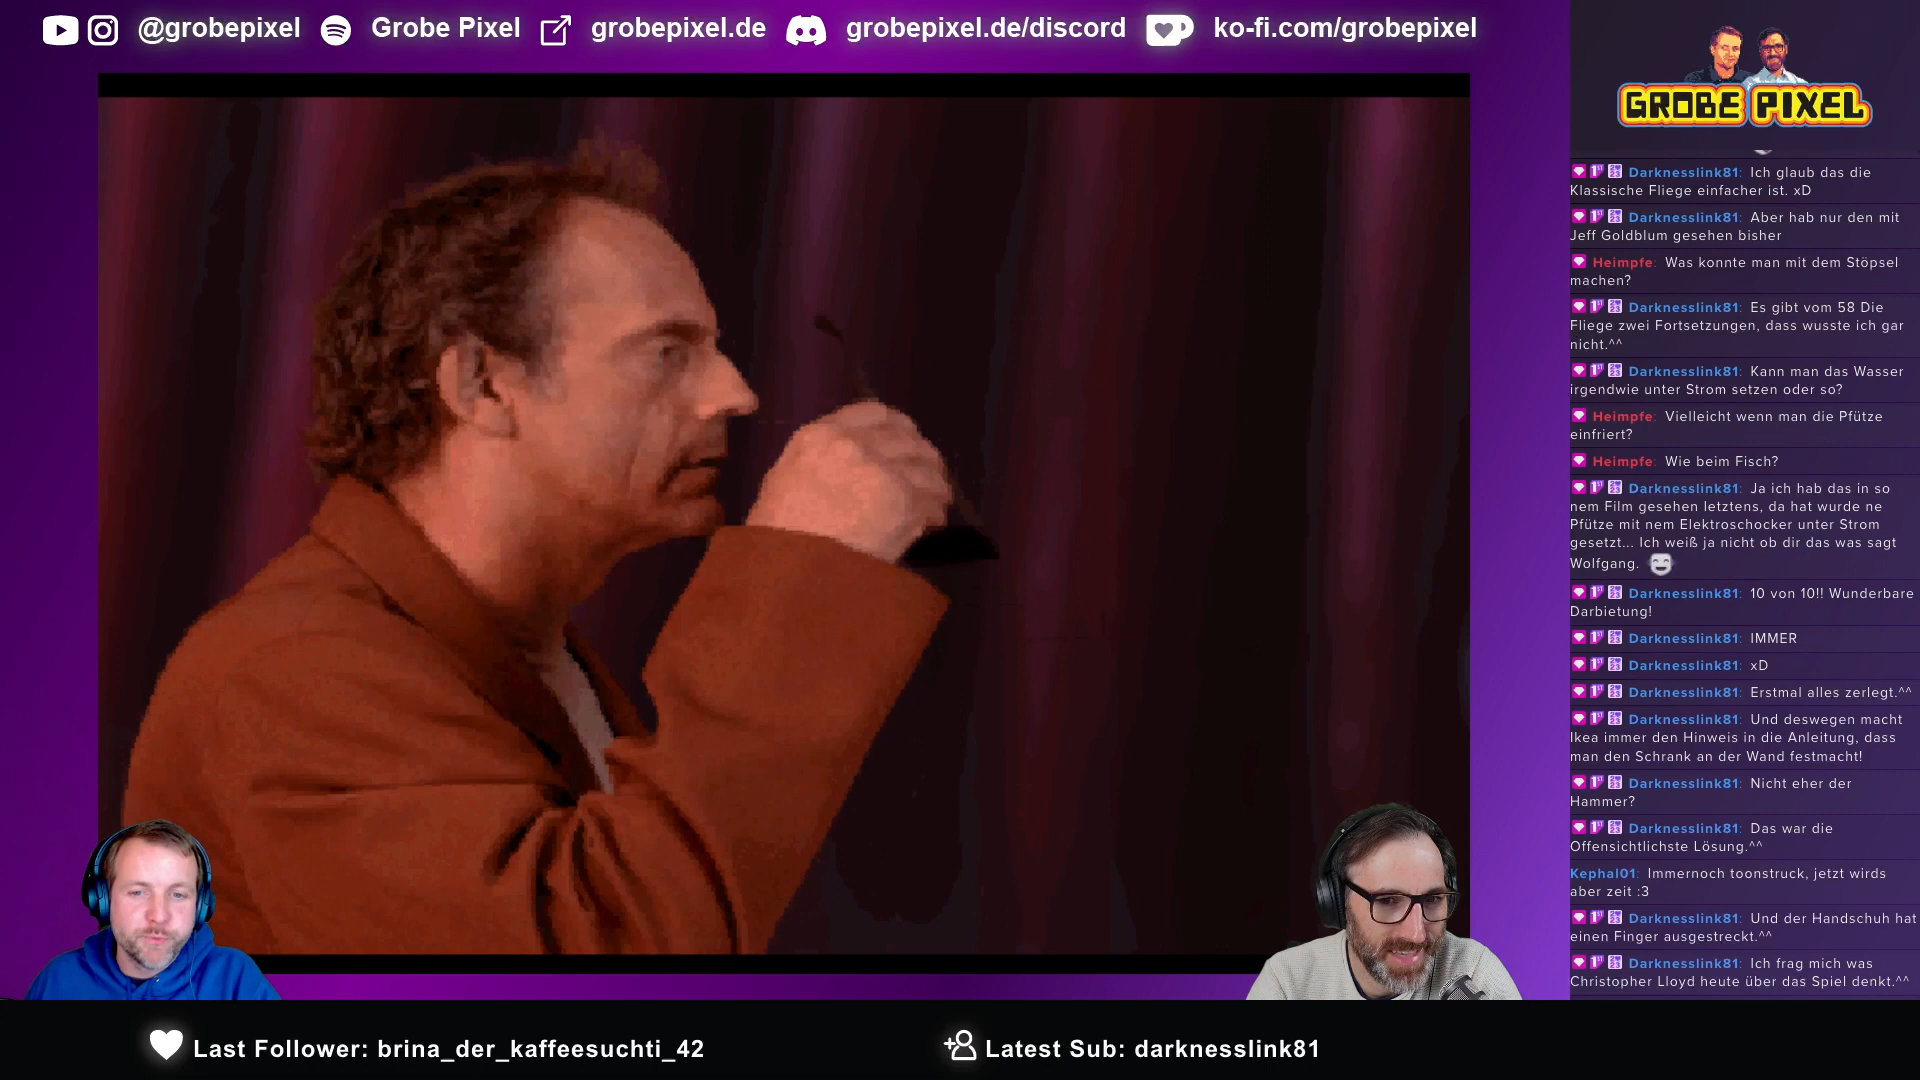 @grobepixel Grobe Pixel grobepixel.de grobepixel.de/discord ko-fi.com/grobepixel
GROBE PIXEL
Darknesslink81: Ich glaub das die
Klassische Fliege einfacher ist. xD
Darknesslink81: Aber hab nur den mit
Jeff Goldblum gesehen bisher
Heimpfe: Was konnte man mit dem Stöpsel
machen?
Darknesslink81: Es gibt vom 58 Die
Fliege zwei Fortsetzungen, dass wusste ich gar
nicht.^^
Darknesslink81: Kann man das Wasser
irgendwie unter Strom setzen oder so?
Heimpfe: Vielleicht wenn man die Pfütze
einfriert?
Heimpfe: Wie beim Fisch?
Darknesslink81: Ja ich hab das in so
nem Film gesehen letztens, da hat wurde ne
Pfütze mit nem Elektroschocker unter Strom
gesetzt... Ich weiß ja nicht ob dir das was sagt
Wolfgang.
Darknesslink81: 10 von 10!! Wunderbare
Darbietung!
Darknesslink81: IMMER
Darknesslink81: xD
Darknesslink81: Erstmal alles zerlegt.^^
Darknesslink81: Und deswegen macht
Ikea immer den Hinweis in die Anleitung, dass
man den Schrank an der Wand festmacht!
Darknesslink81: Nicht eher der
Hammer?
Darknesslink81: Das war die
Offensichtlichste Lösung.^^
Kephal01: Immernoch toonstruck, jetzt wirds
aber zeit :3
Darknesslink81: Und der Handschuh hat
einen Finger ausgestreckt.^^
Darknesslink81: Ich frag mich was
Christopher Lloyd heute über das Spiel denkt.^^
Last Follower: brina_der_kaffeesuchti_42
Latest Sub: darknesslink81